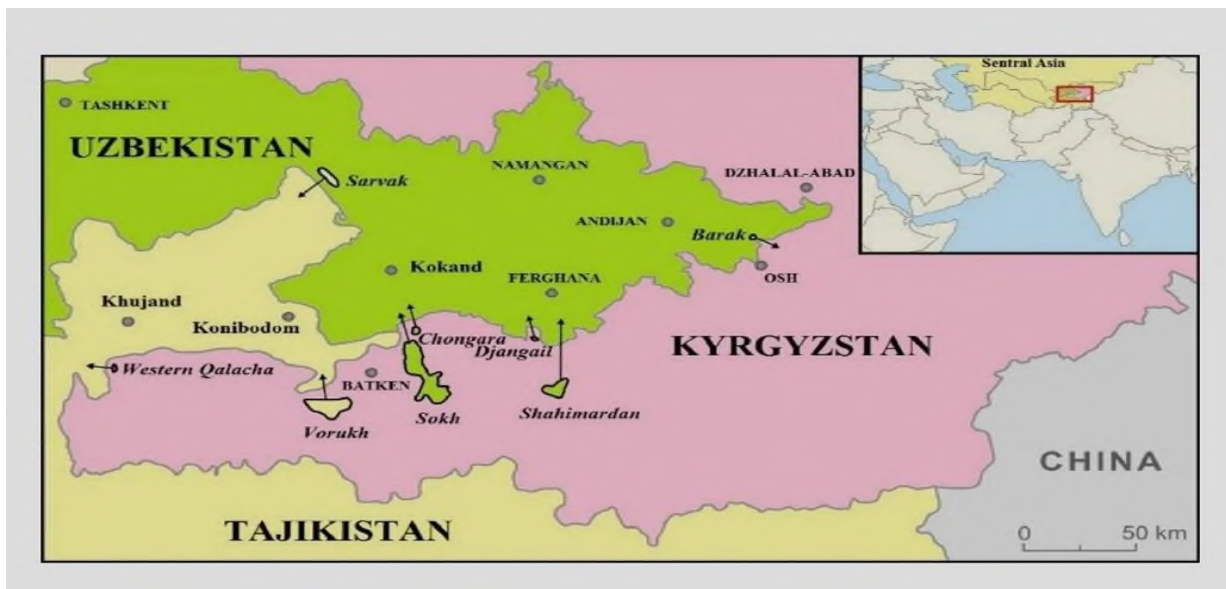 Sentral Asia
TASHKENT
UZBEKISTAN
Sarvak
NAMANGAN
DZHALAL-ABAD
ANDIJAN
Barak
Kokand
FERGHANA
OSH
Khujand
Konibodom
Chongara
Djangail
KYRGYZSTAN
Western Qalacha
BATKEN
Vorukh
Sokh
Shahimardan
CHINA
TAJIKISTAN
0 50 km